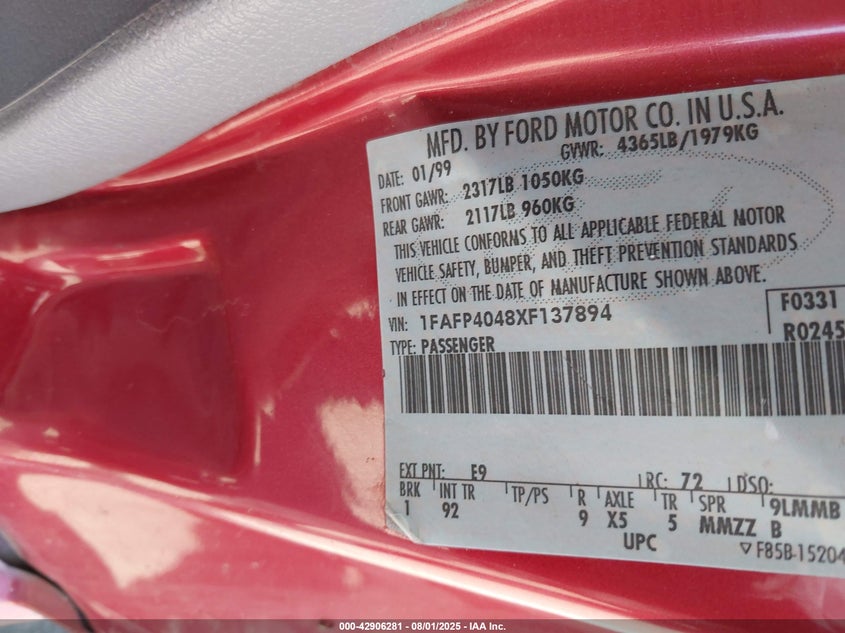 MFD. BY FORD MOTOR CO. IN U.S.A.
DATE: 01/99 GVWR: 4365LB/1979KG
FRONT GAWR: 2317LB 1050KG
REAR GAWR: 2117LB 960KG
THIS VEHICLE CONFORMS TO ALL APPLICABLE FEDERAL MOTOR
VEHICLE SAFETY, BUMPER, AND THEFT PREVENTION STANDARDS
IN EFFECT ON THE DATE OF MANUFACTURE SHOWN ABOVE.
VIN: 1FAFP4048XF137894 F0331
TYPE: PASSENGER R0245
EXT PNT: E9 RC: 72 DSO:
BRK INT TR TP/PS R AXLE TR SPR 9LMMB
1 92 9 X5 5 MMZZ B
UPC ▽ F85B-15204
000-42906281 - 08/01/2025 - IAA Inc.